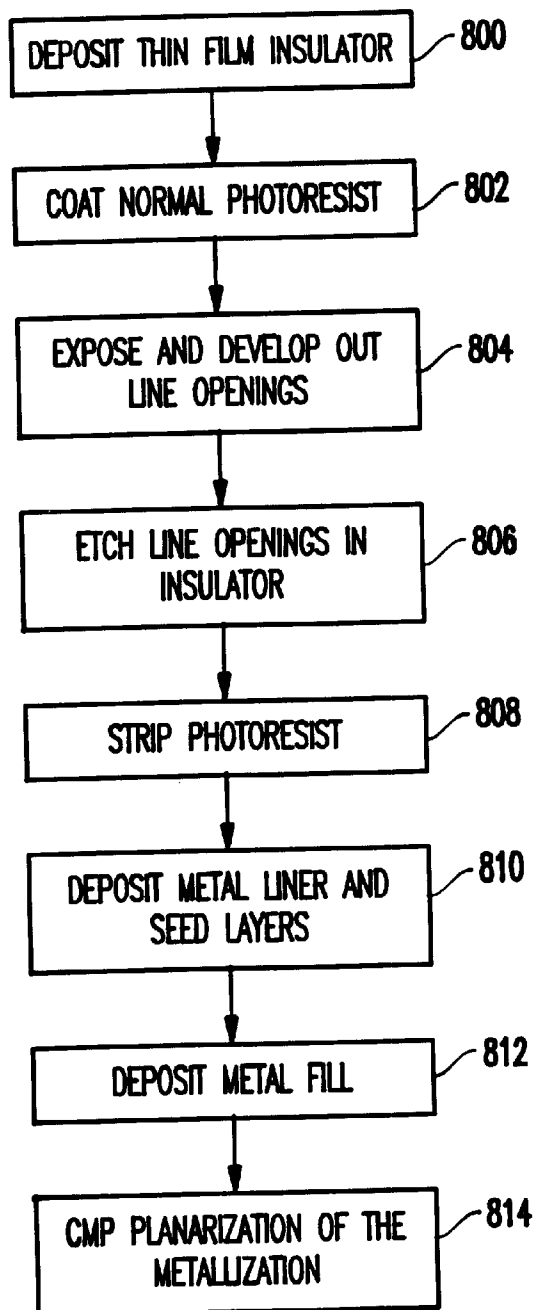 DEPOSIT THIN FILM INSULATOR
800
COAT NORMAL PHOTORESIST
802
EXPOSE AND DEVELOP OUT
LINE OPENINGS
804
ETCH LINE OPENINGS IN
INSULATOR
806
STRIP PHOTORESIST
808
DEPOSIT METAL LINER AND
SEED LAYERS
810
DEPOSIT METAL FILL
812
CMP PLANARIZATION OF THE
METALLIZATION
814